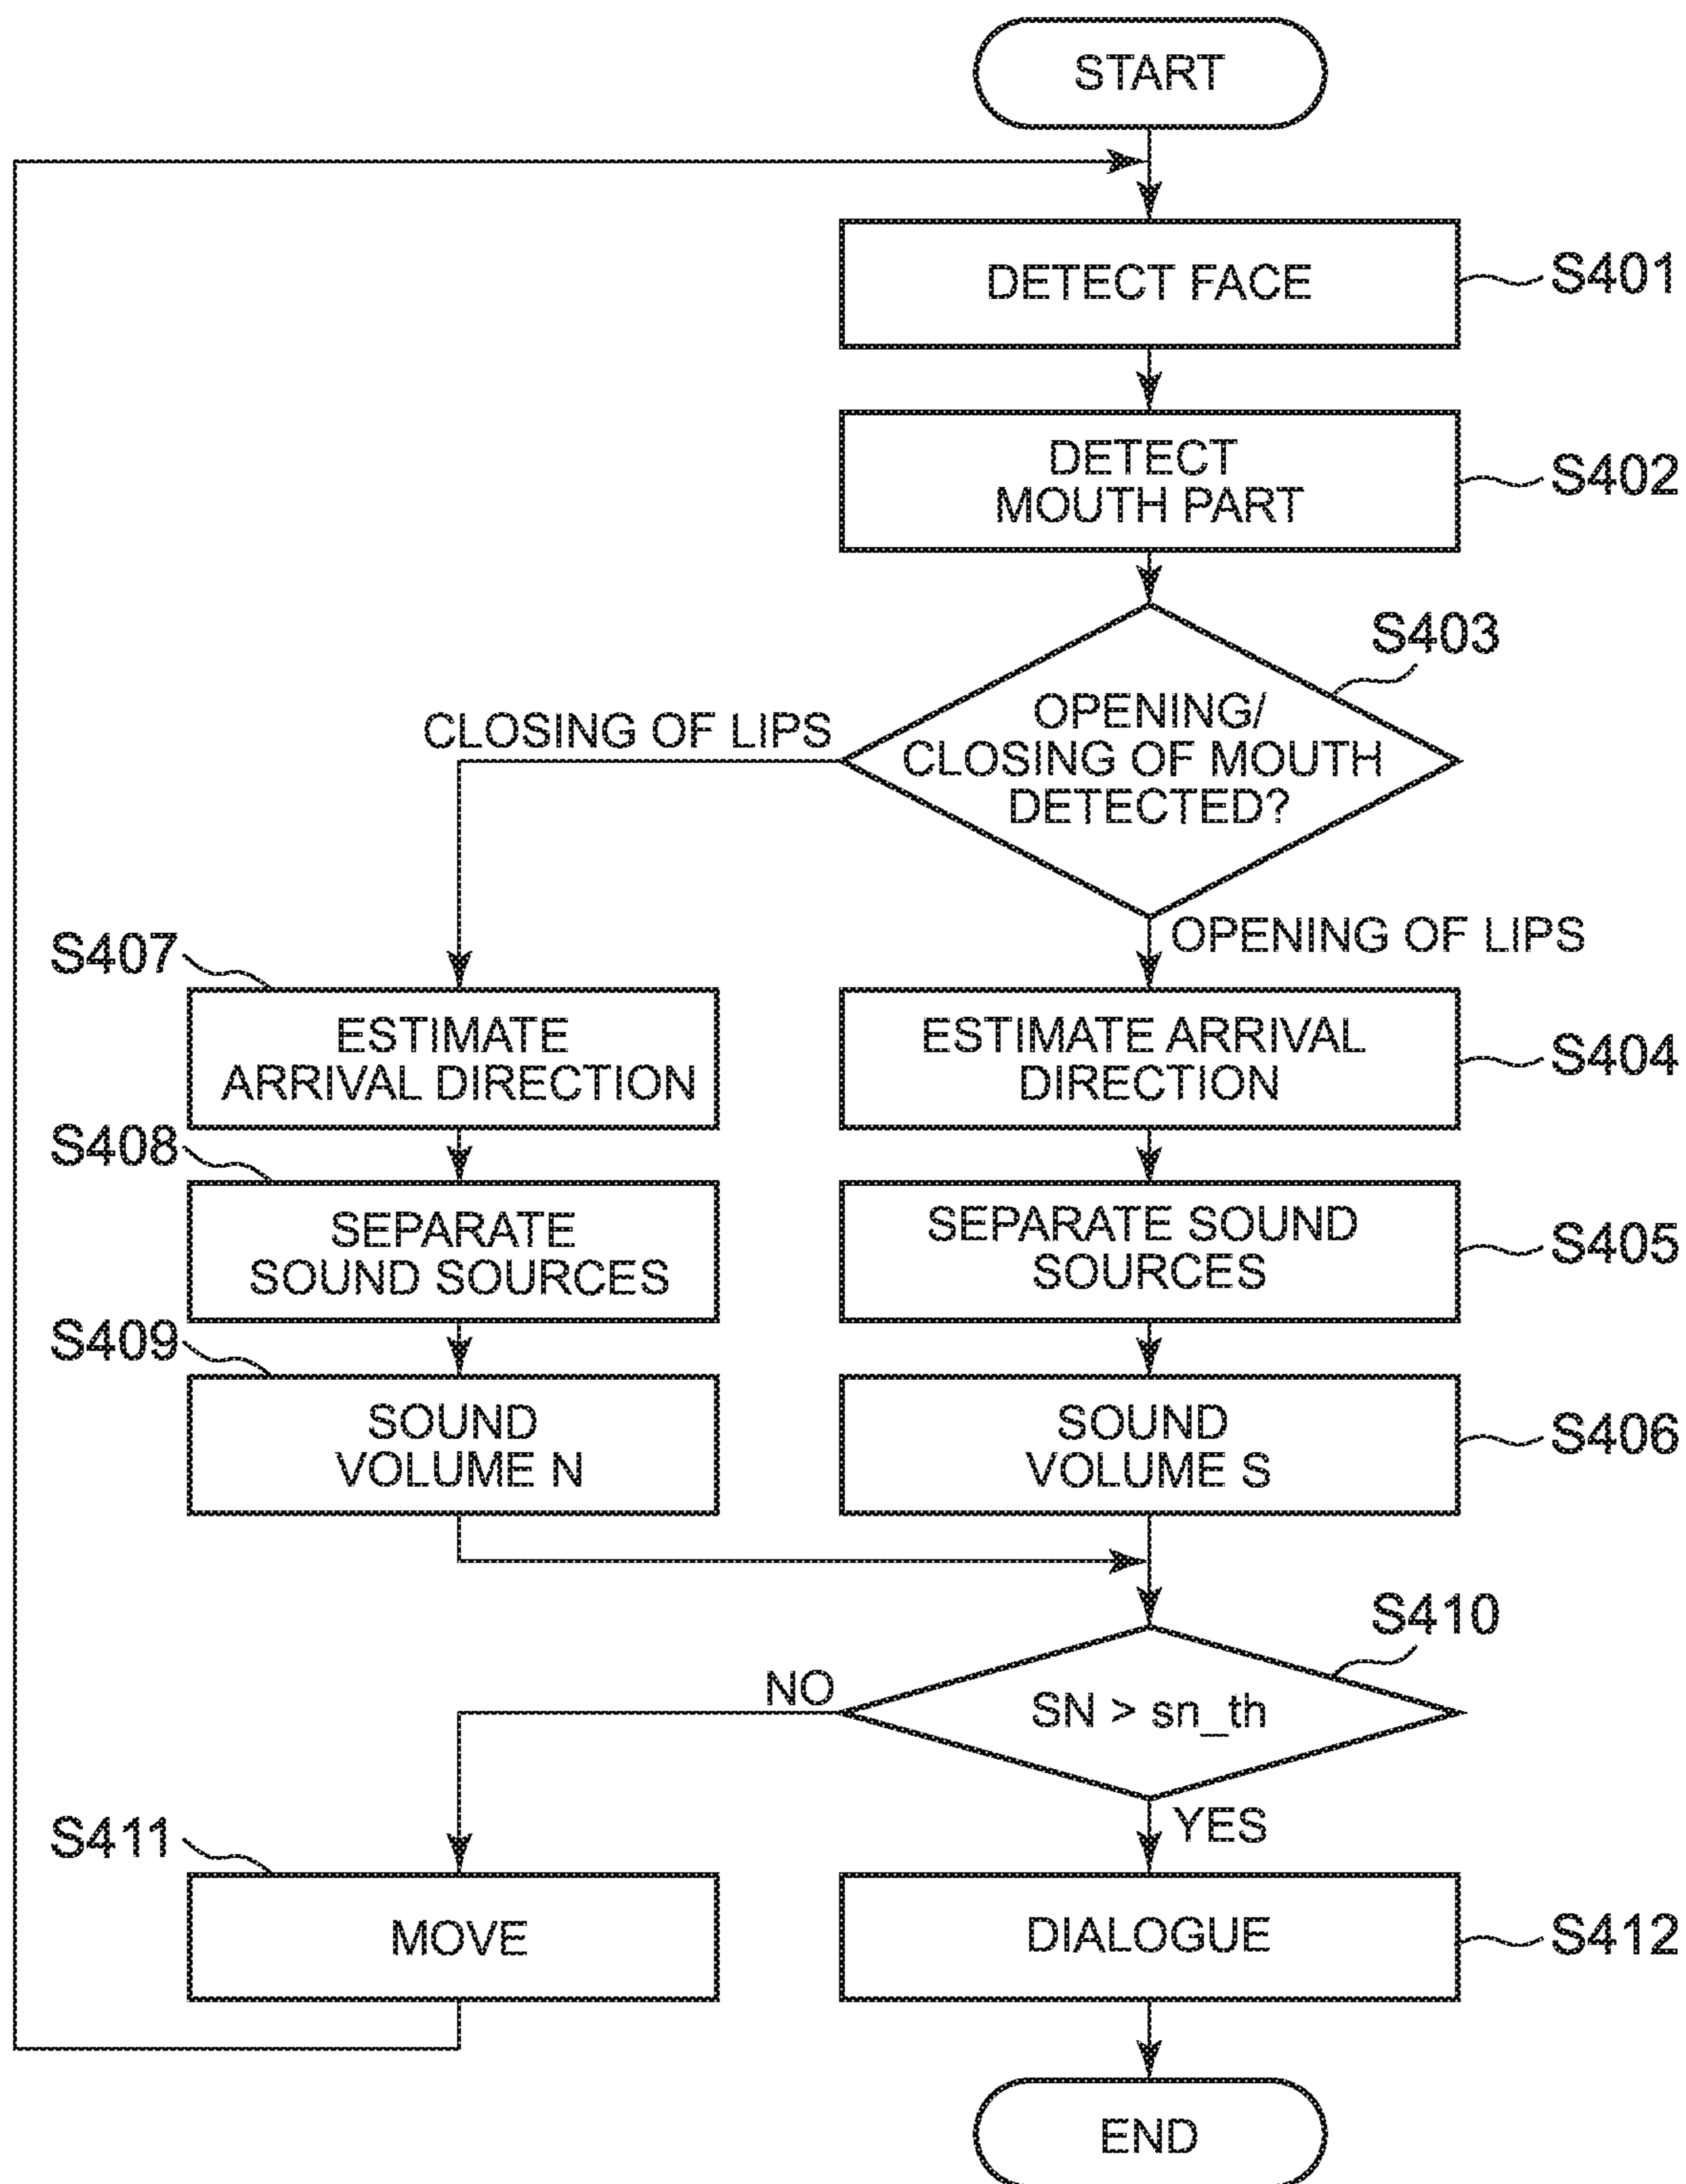 START
DETECT FACE
S401
DETECT
MOUTH PART
S402
S403
OPENING/
CLOSING OF MOUTH
DETECTED?
CLOSING OF LIPS
OPENING OF LIPS
S407
ESTIMATE
ARRIVAL DIRECTION
ESTIMATE ARRIVAL
DIRECTION
S404
S408
SEPARATE
SOUND SOURCES
SEPARATE SOUND
SOURCES
S405
S409
SOUND
VOLUME N
SOUND
VOLUME S
S406
S410
NO
SN > sn_th
YES
S411
MOVE
DIALOGUE
S412
END